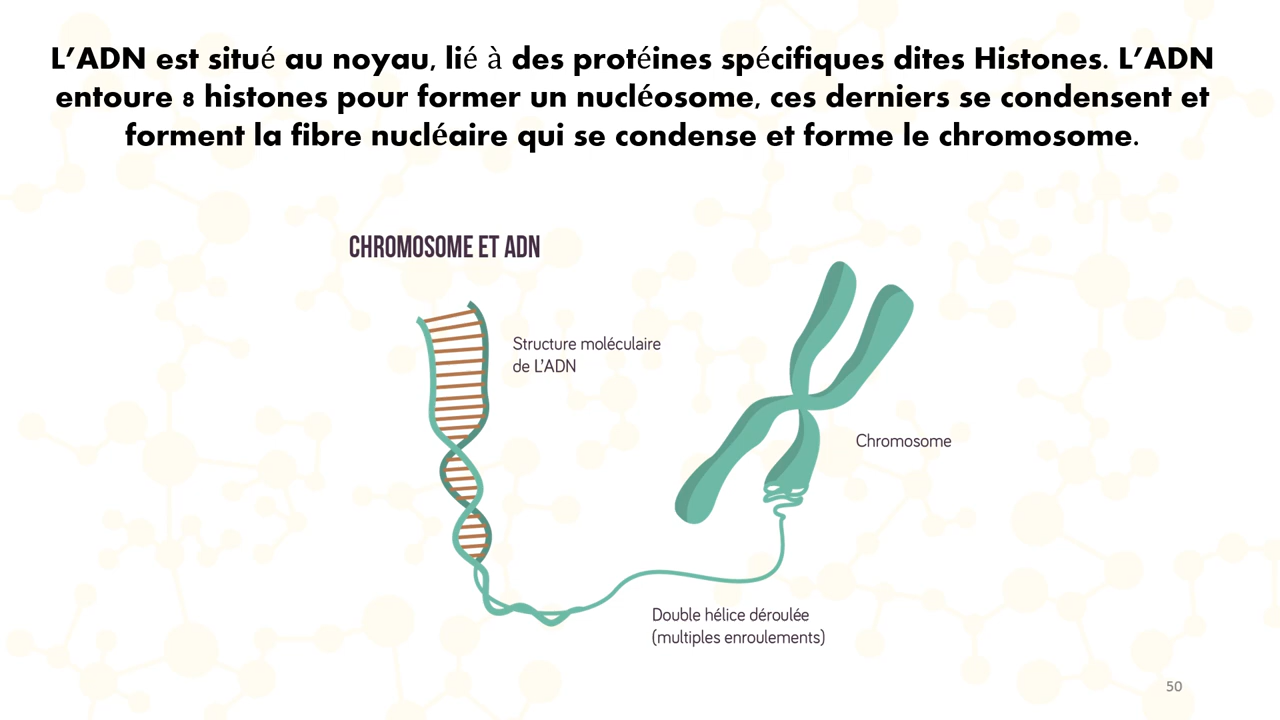 L’ADN est situé au noyau, lié à des protéines spécifiques dites Histones. L’ADN
entoure 8 histones pour former un nucléosome, ces derniers se condensent et
forment la fibre nucléaire qui se condense et forme le chromosome.
CHROMOSOME ET ADN
Structure moléculaire
de L’ADN
Chromosome
Double hélice déroulée
(multiples enroulements)
50